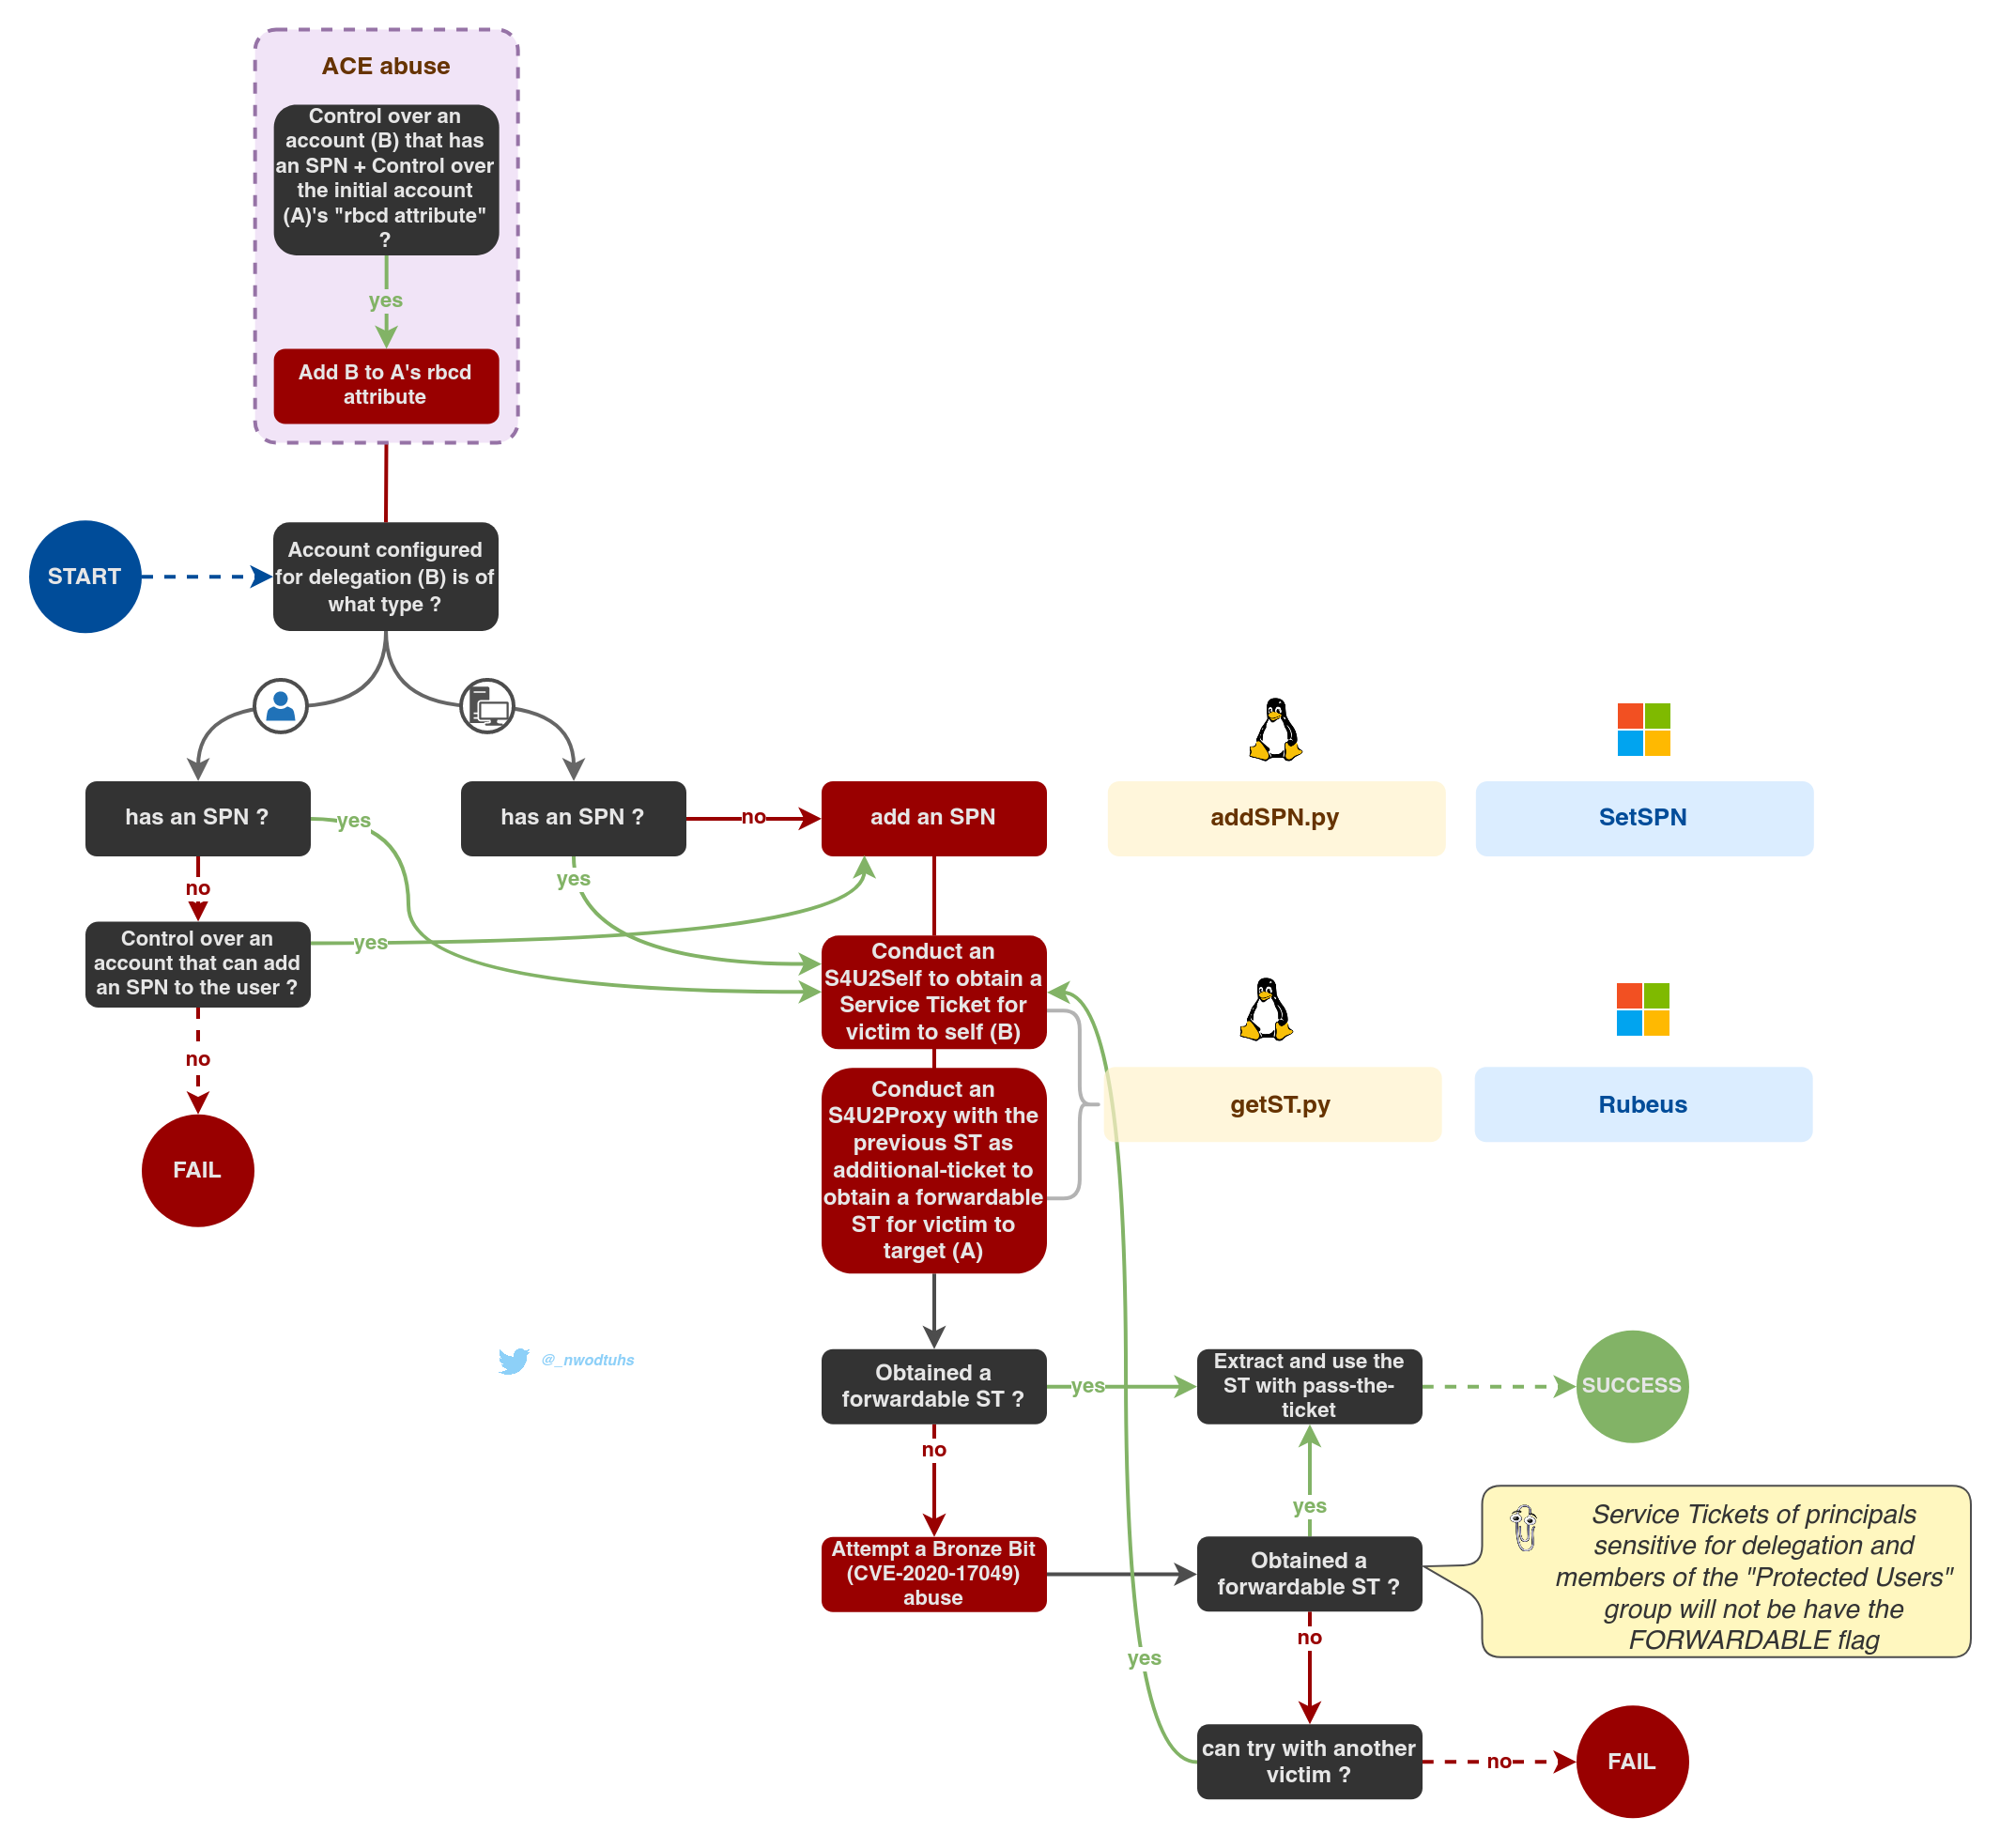 ACE abuse
Control over an
account (B) that has
an SPN + Control over
the initial account
(A)'s "rbcd attribute"
?
yes
Add B to A's rbcd
attribute
START
Account configured
for delegation (B) is of
what type ?
has an SPN ?
yes
has an SPN ?
no
add an SPN
addSPN.py
SetSPN
no
yes
Control over an
account that can add
an SPN to the user ?
yes
no
FAIL
Conduct an
S4U2Self to obtain a
Service Ticket for
victim to self (B)
Conduct an
S4U2Proxy with the
previous ST as
additional-ticket to
obtain a forwardable
ST for victim to
target (A)
getST.py
Rubeus
@_nwodtuhs
Obtained a
forwardable ST ?
yes
Extract and use the
ST with pass-the-
ticket
SUCCESS
no
yes
Attempt a Bronze Bit
(CVE-2020-17049)
abuse
Obtained a
forwardable ST ?
Service Tickets of principals
sensitive for delegation and
members of the "Protected Users"
group will not be have the
FORWARDABLE flag
no
yes
can try with another
victim ?
no
FAIL